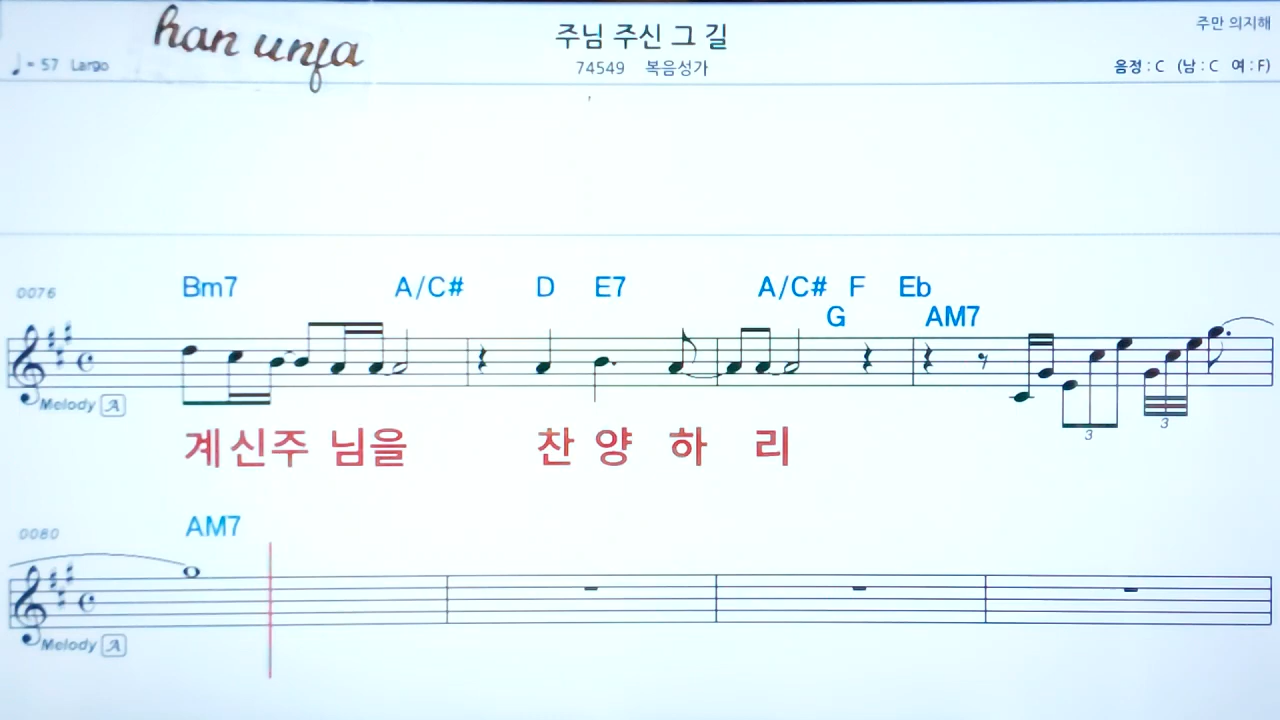 han unfa
주님 주신 그 길
주만 의지해
♩= 57 Largo
74549 복음성가
음정 : C (남 : C 여 : F)
0076
Bm7 A/C# D E7 A/C# F Eb
G AM7
Melody A
계신주 님을 찬 양 하 리
3 3
0080
AM7
Melody A